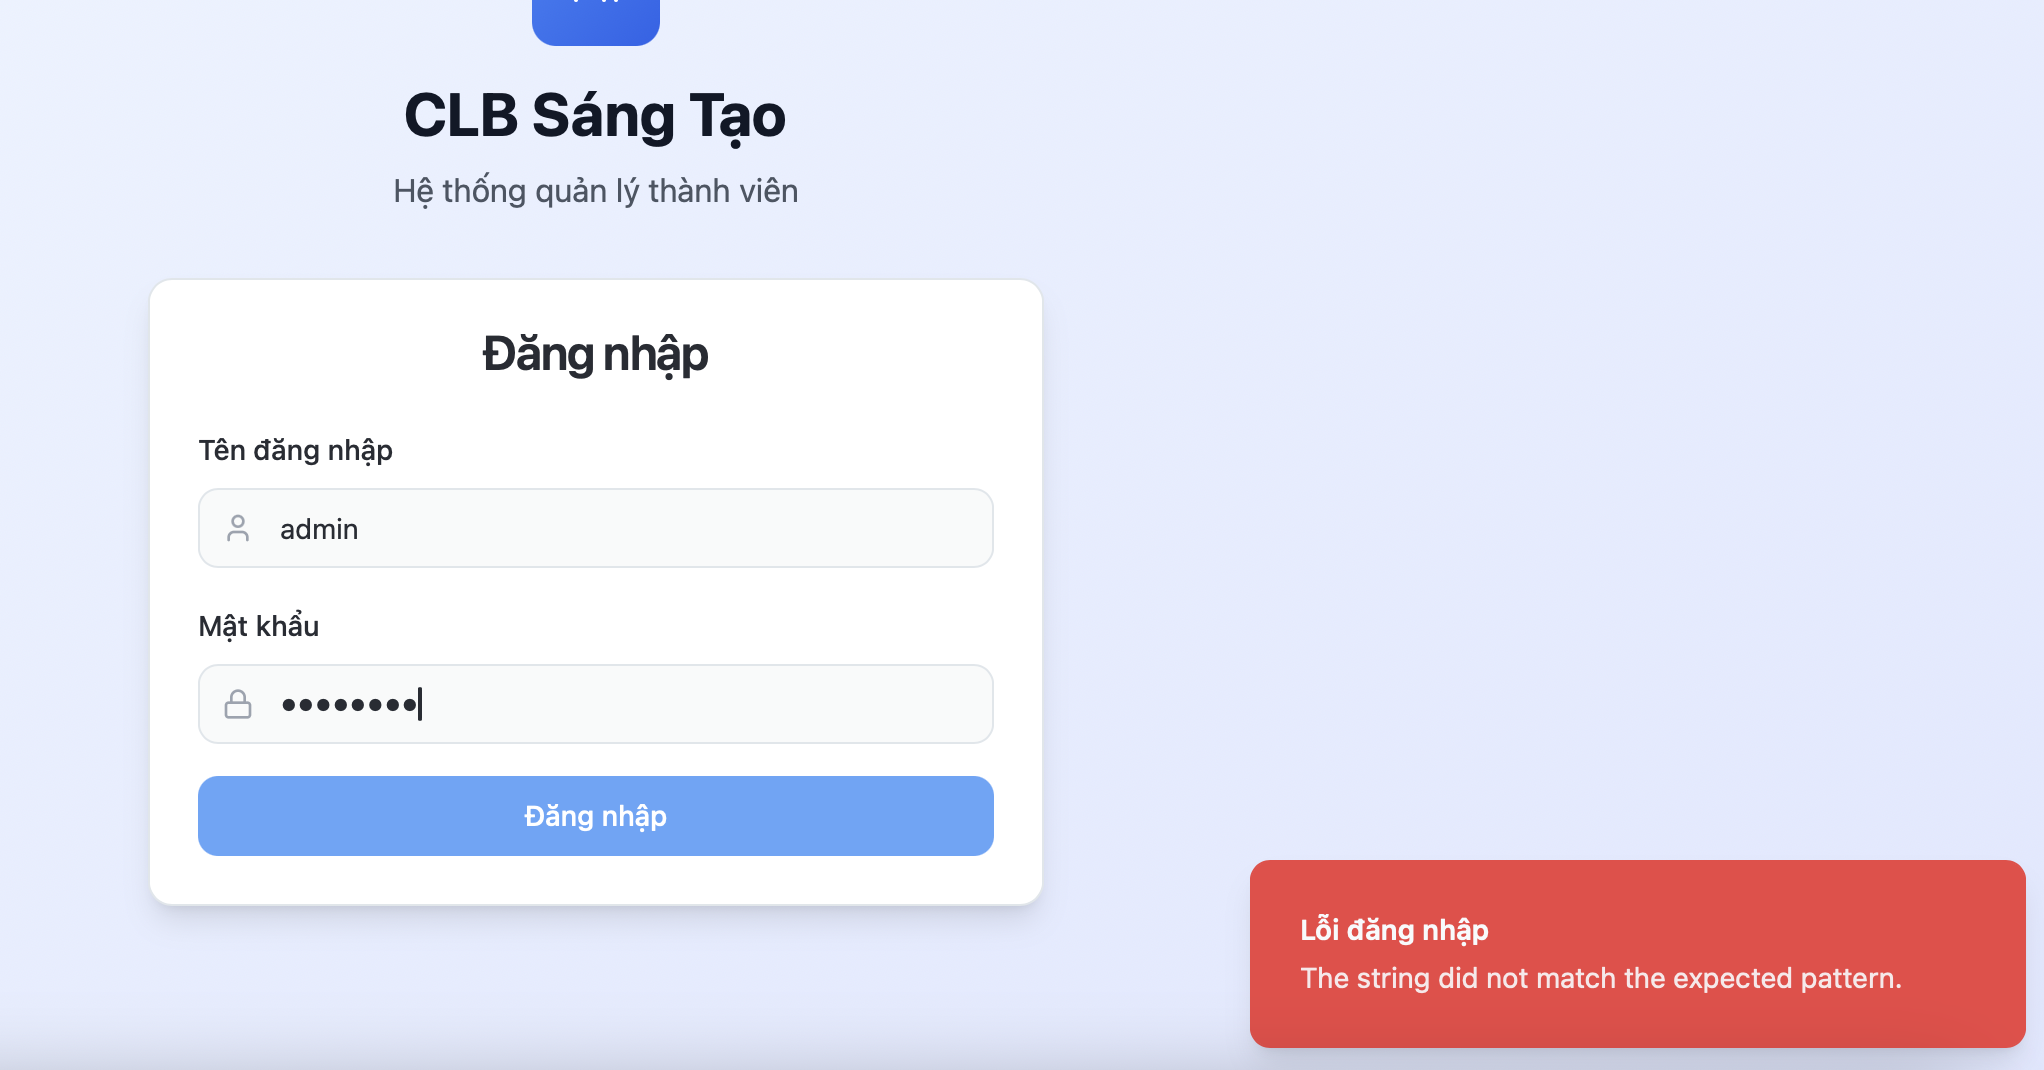 CLB Sáng Tạo
Hệ thống quản lý thành viên
Đăng nhập
Tên đăng nhập
admin
Mật khẩu
••••••••
Đăng nhập
Lỗi đăng nhập
The string did not match the expected pattern.